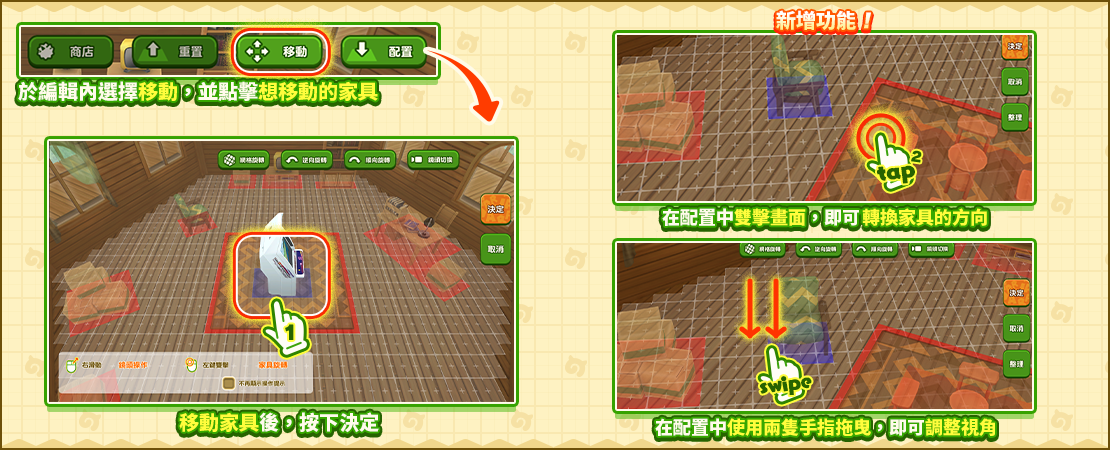 商店
重置
移動
配置
於編輯內選擇移動，並點擊想移動的家具
規格旋轉
逆向旋轉
順向旋轉
鏡頭切換
決定
取消
1
右滑動
鏡頭操作
左鍵雙擊
家具旋轉
不再顯示操作提示
移動家具後，按下決定
新增功能！
決定
取消
整理
tap2
在配置中雙擊畫面，即可轉換家具的方向
規格旋轉
逆向旋轉
順向旋轉
鏡頭切換
決定
取消
整理
swipe
在配置中使用兩隻手指拖曳，即可調整視角